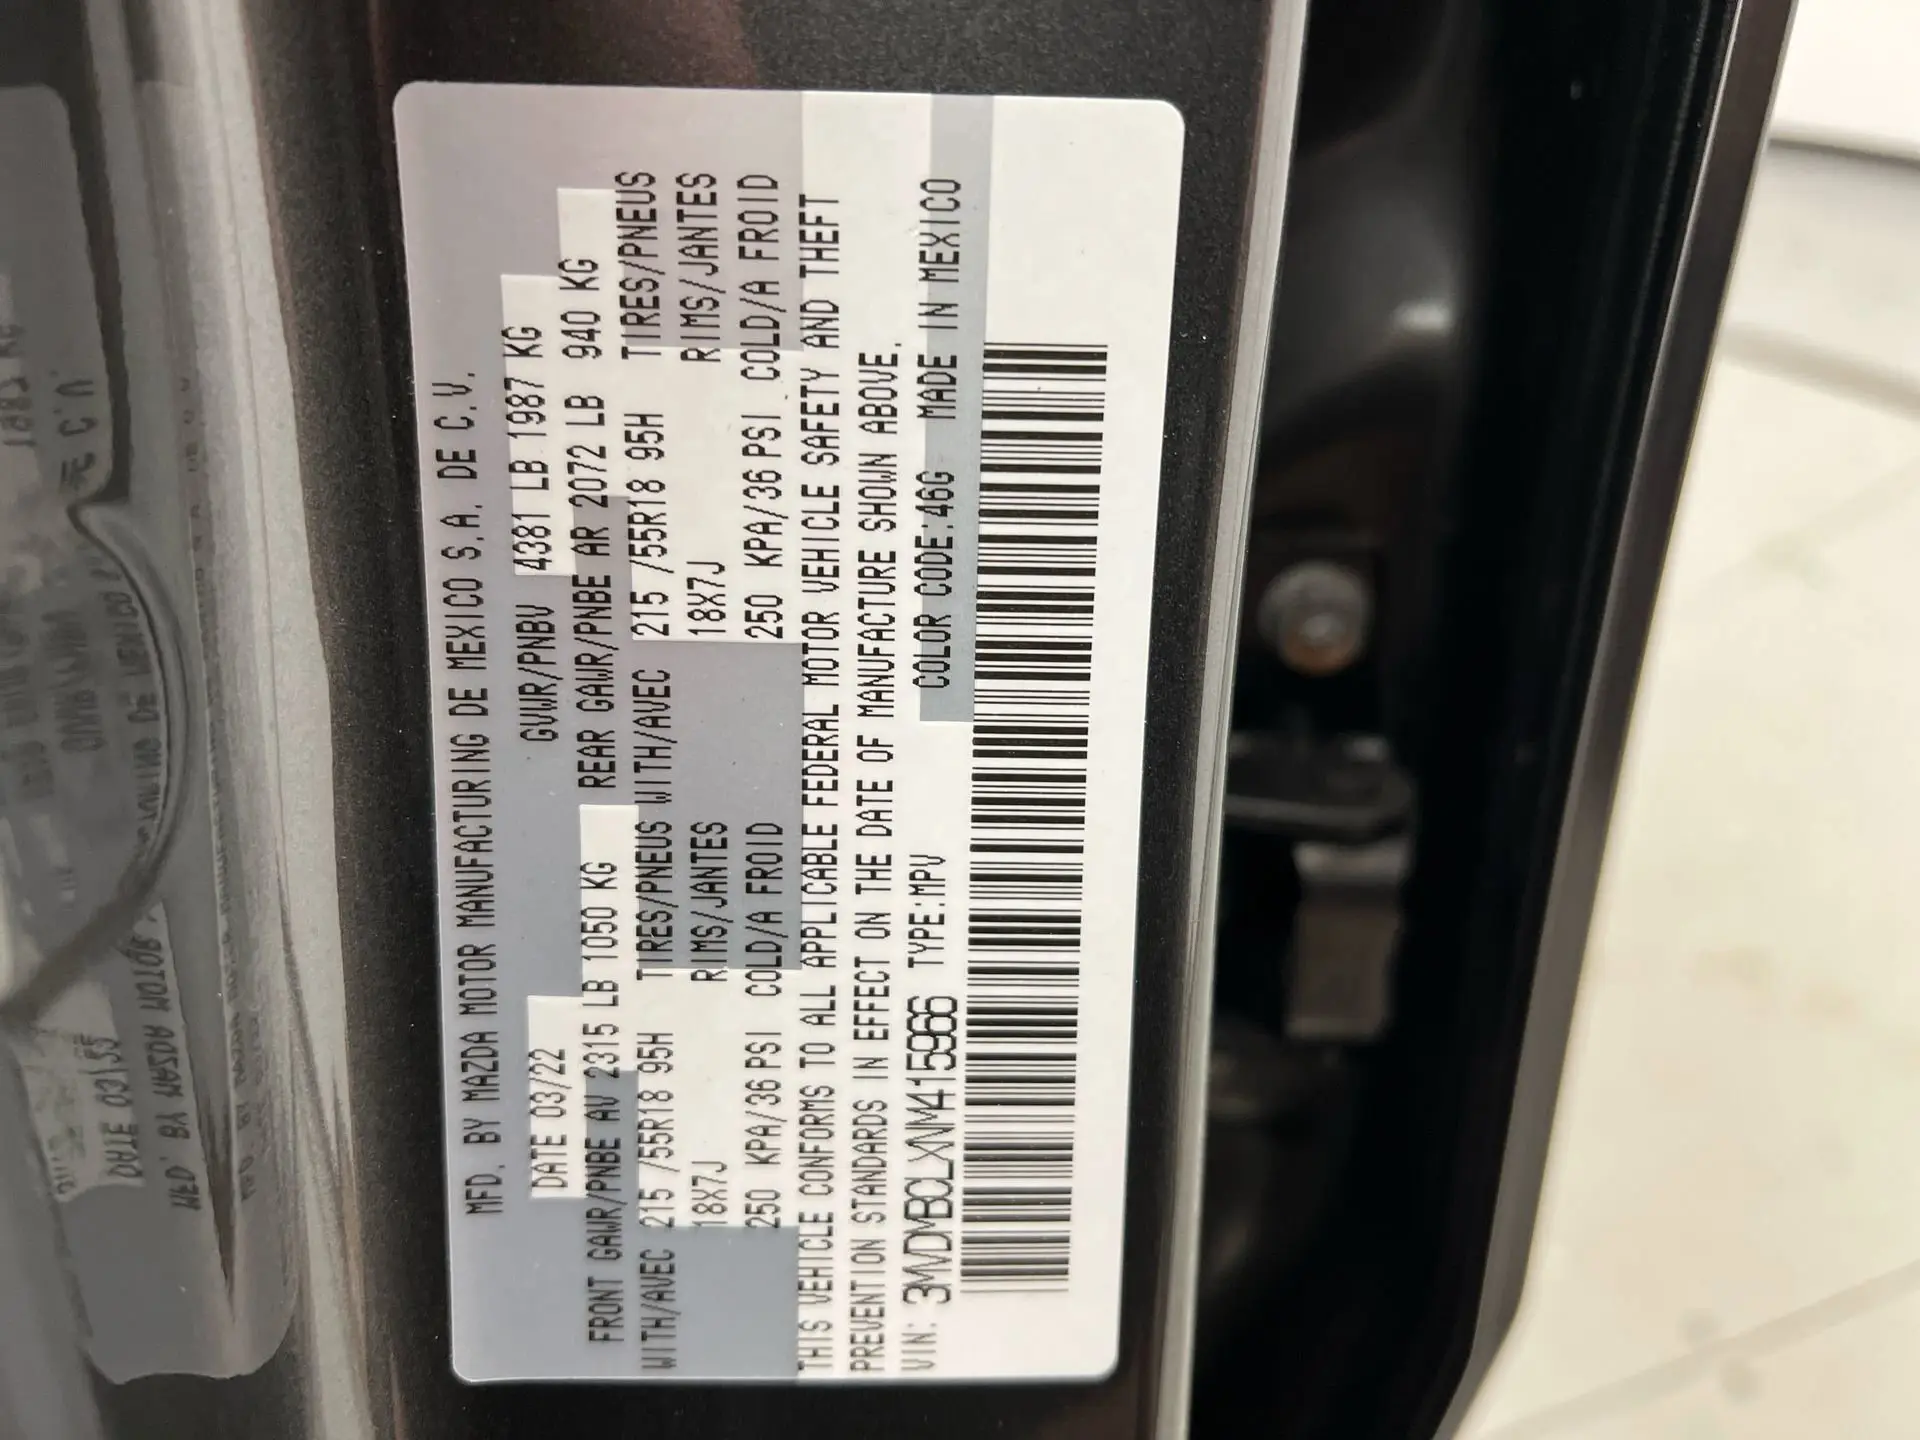 MFD. BY MAZDA MOTOR MANUFACTURING DE MEXICO S.A. DE C.V.
DATE 03/22 GVWR/PNBV 4381 LB 1987 KG
FRONT GAWR/PNBE AV 2315 LB 1050 KG REAR GAWR/PNBE AR 2072 LB 940 KG
WITH/AVEC 215 /55R18 95H TIRES/PNEUS WITH/AVEC 215 /55R18 95H TIRES/PNEUS
18X7J RIMS/JANTES 18X7J RIMS/JANTES
250 KPA/36 PSI COLD/A FROID 250 KPA/36 PSI COLD/A FROID
THIS VEHICLE CONFORMS TO ALL APPLICABLE FEDERAL MOTOR VEHICLE SAFETY AND THEFT
PREVENTION STANDARDS IN EFFECT ON THE DATE OF MANUFACTURE SHOWN ABOVE.
VIN: 3MVDMBCLXNM415966 TYPE:MPV COLOR CODE:46G MADE IN MEXICO